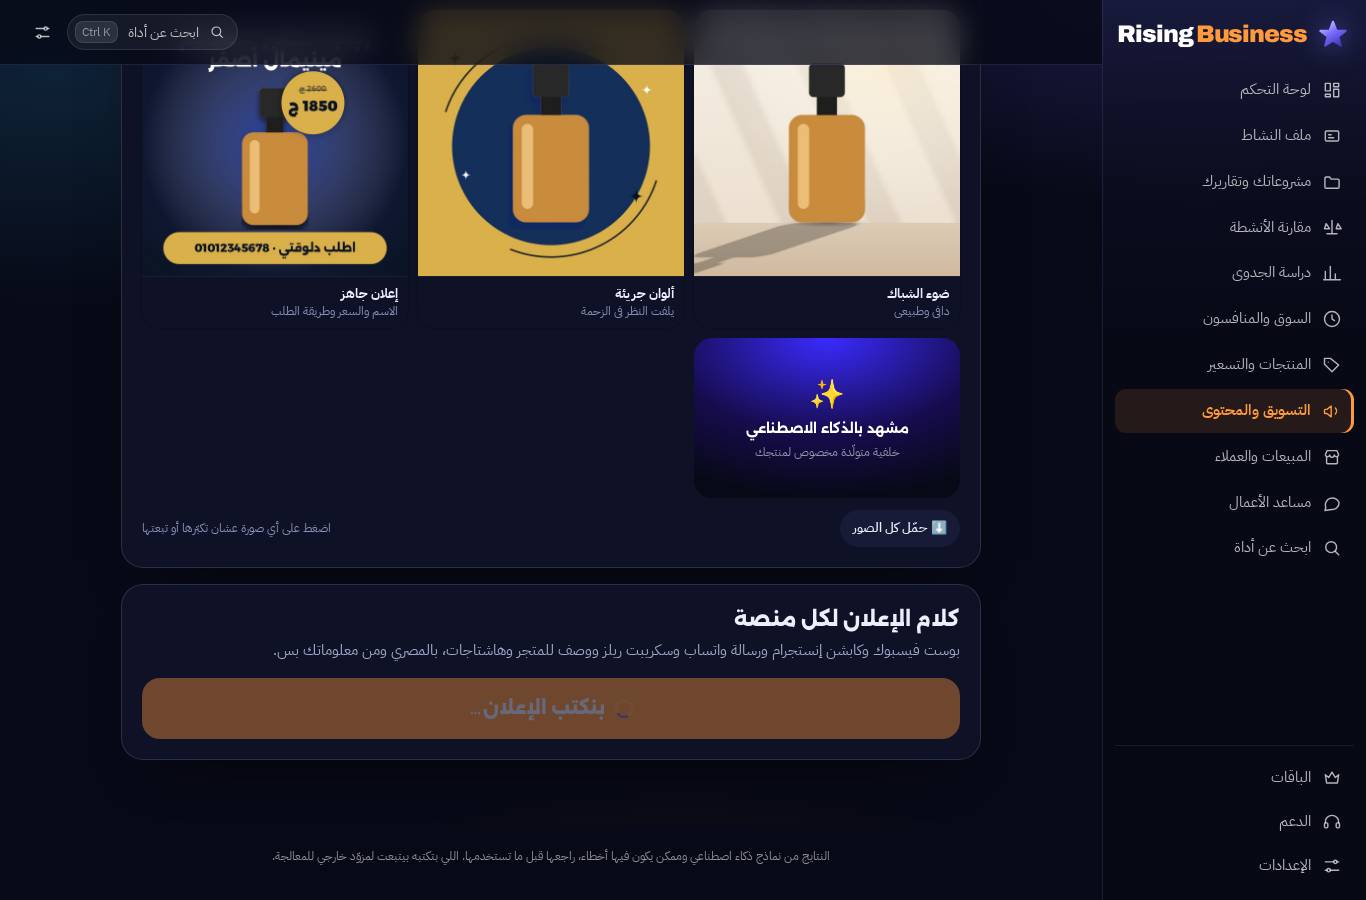 Rising Business
ابحث عن أداة
Ctrl K
لوحة التحكم
ملف النشاط
مشروعاتك وتقاريرك
مقارنة الأنشطة
دراسة الجدوى
السوق والمنافسون
المنتجات والتسعير
التسويق والمحتوى
المبيعات والعملاء
مساعد الأعمال
ابحث عن أداة
الباقات
الدعم
الإعدادات
مينيمال أصفر
2600 ج
1850 ج
اطلب دلوقتي · 01012345678
ضوء الشباك
دافي وطبيعي
ألوان جريئة
يلفت النظر في الزحمة
إعلان جاهز
الاسم والسعر وطريقة الطلب
✨
مشهد بالذكاء الاصطناعي
خلفية متولّدة مخصوص لمنتجك
⬇️ حمّل كل الصور
اضغط على أي صورة عشان تكبّرها أو تبعتها
كلام الإعلان لكل منصة
بوست فيسبوك وكابشن إنستجرام ورسالة واتساب وسكريبت ريلز ووصف للمتجر وهاشتاجات، بالمصري ومن معلوماتك بس.
بنكتب الإعلان…
النتايج من نماذج ذكاء اصطناعي وممكن يكون فيها أخطاء، راجعها قبل ما تستخدمها. اللي بتكتبه بيتبعت لمزوّد خارجي للمعالجة.